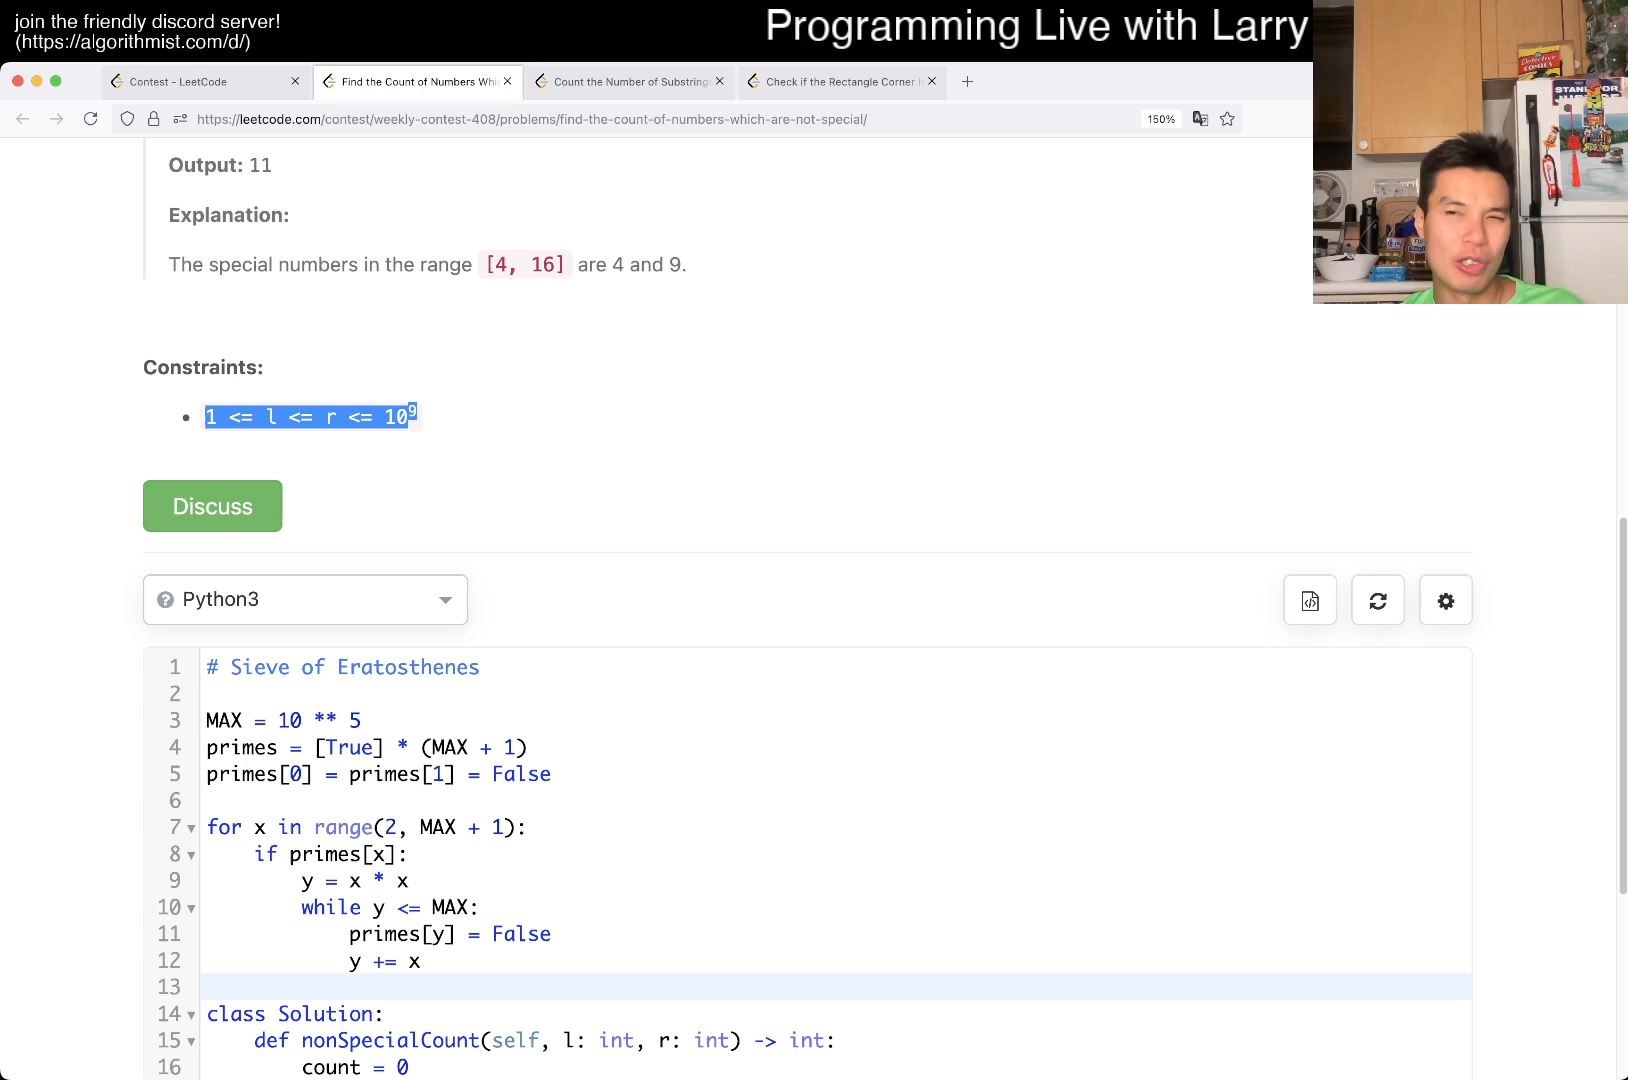 join the friendly discord server!
(https://algorithmist.com/d/)
Programming Live with Larry
Contest - LeetCode
Find the Count of Numbers Whi
Count the Number of Substrings
Check if the Rectangle Corner I
https://leetcode.com/contest/weekly-contest-408/problems/find-the-count-of-numbers-which-are-not-special/
150%
Output: 11
Explanation:
The special numbers in the range [4, 16] are 4 and 9.
Constraints:
1 <= l <= r <= 10⁹
Discuss
Python3
1 # Sieve of Eratosthenes
2
3 MAX = 10 ** 5
4 primes = [True] * (MAX + 1)
5 primes[0] = primes[1] = False
6
7 for x in range(2, MAX + 1):
8     if primes[x]:
9         y = x * x
10         while y <= MAX:
11             primes[y] = False
12             y += x
13
14 class Solution:
15     def nonSpecialCount(self, l: int, r: int) -> int:
16         count = 0